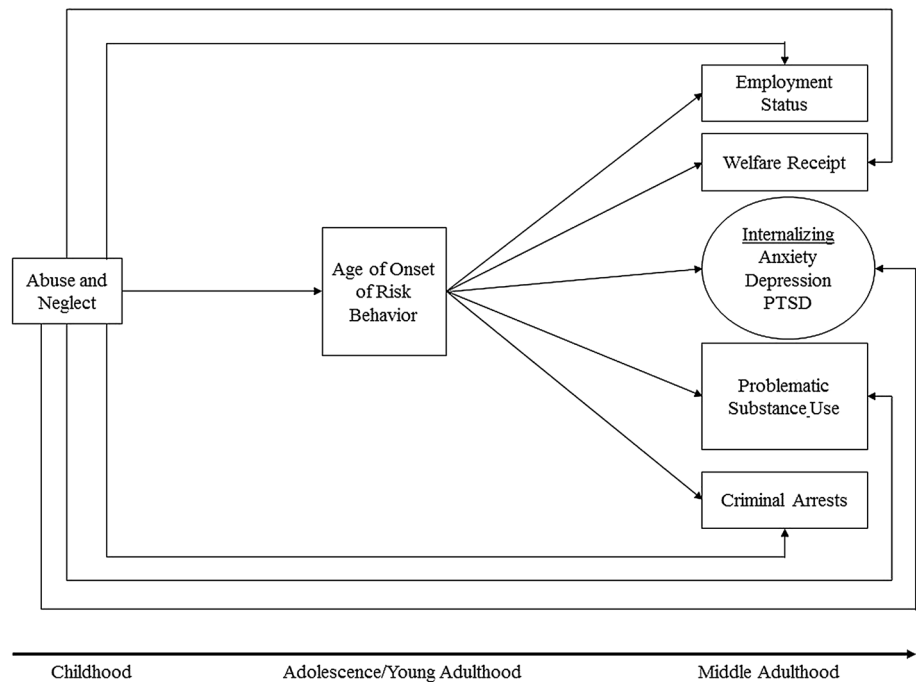 Employment
Status
Welfare Receipt
Internalizing
Anxiety
Depression
PTSD
Abuse and
Neglect
Age of Onset
of Risk
Behavior
Problematic
Substance Use
Criminal Arrests
Childhood
Adolescence/Young Adulthood
Middle Adulthood